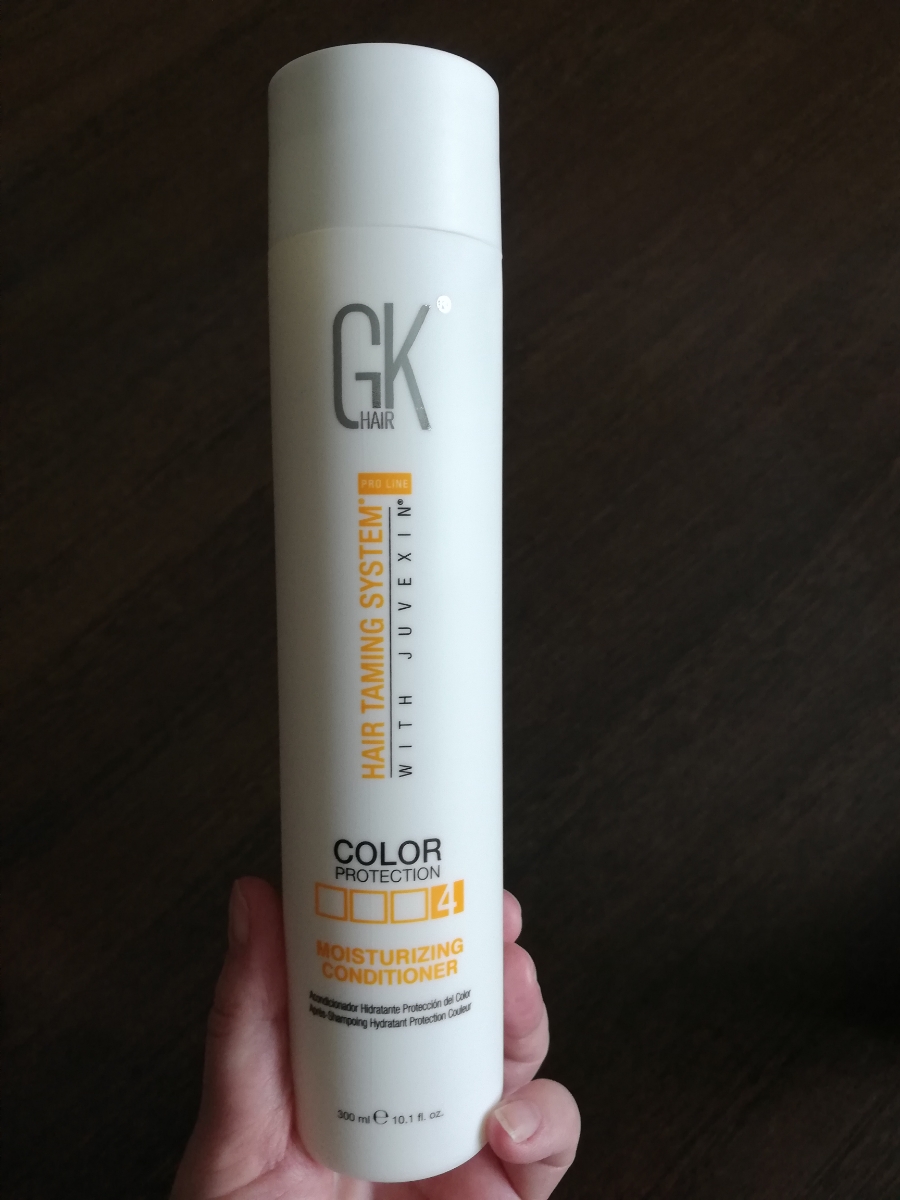 GK
HAIR
PRO LINE
HAIR TAMING SYSTEM®
WITH JUVEXIN®
COLOR
PROTECTION
4
MOISTURIZING
CONDITIONER
Acondicionador Hidratante Protección del Color
Après-Shampoing Hydratant Protection Couleur
300 ml ℮ 10.1 fl. oz.